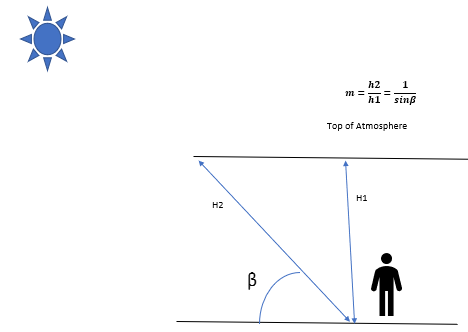 m = h2/h1 = 1/sinβ
Top of Atmosphere
H1
H2
β